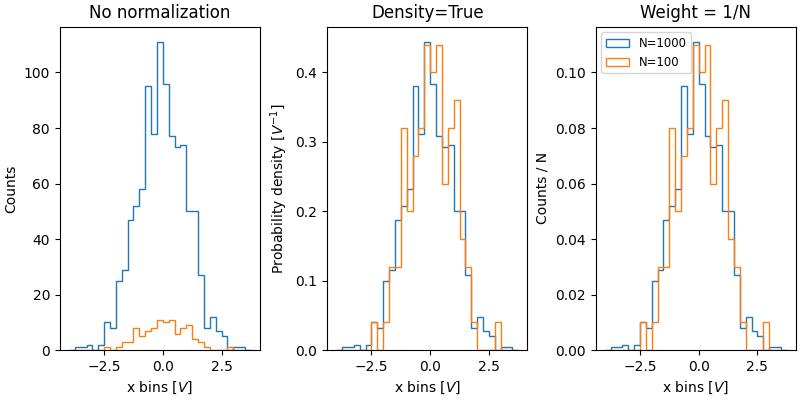 No normalization
Counts
0
20
40
60
80
100
−2.5
0.0
2.5
x bins [V]
Density=True
Probability density [V⁻¹]
0.0
0.1
0.2
0.3
0.4
−2.5
0.0
2.5
x bins [V]
Weight = 1/N
N=1000
N=100
Counts / N
0.00
0.02
0.04
0.06
0.08
0.10
−2.5
0.0
2.5
x bins [V]